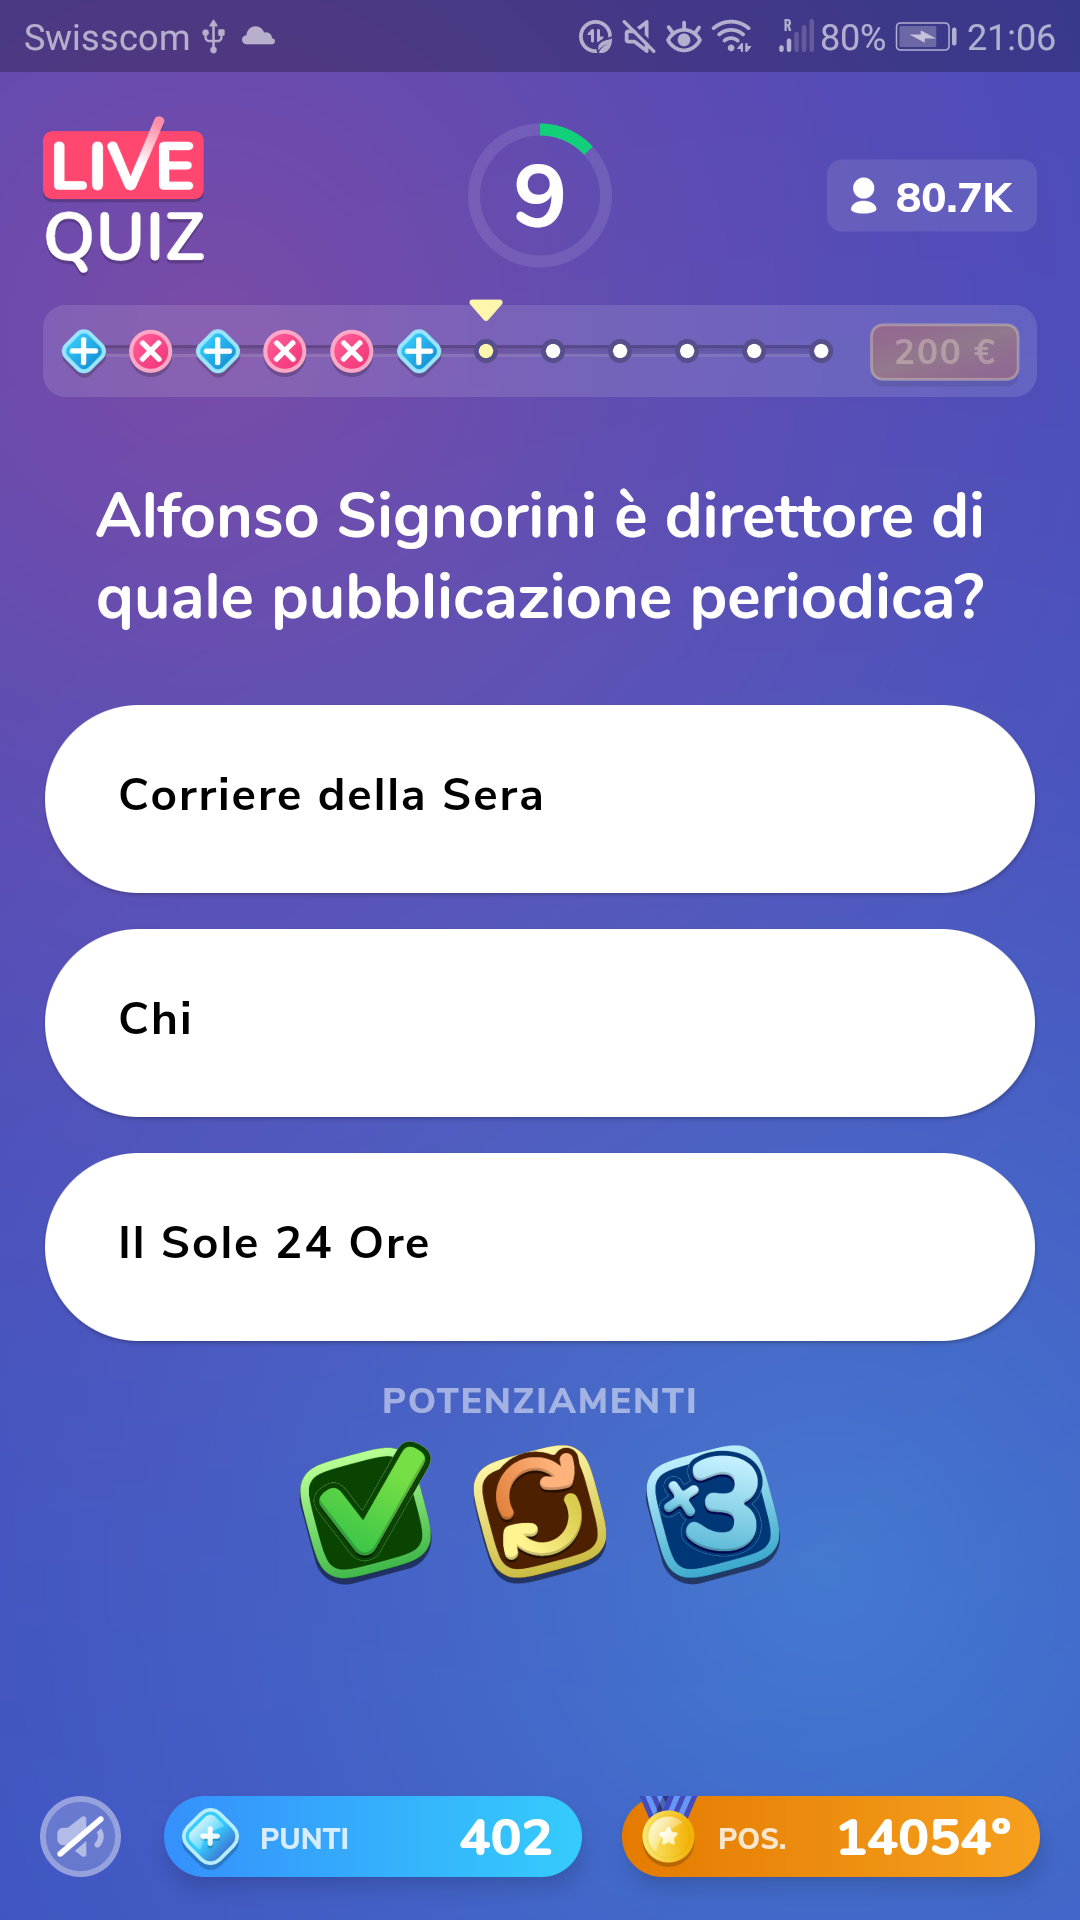 Swisscom 80% 21:06
LIVE
QUIZ
9
80.7K
200 €
Alfonso Signorini è direttore di
quale pubblicazione periodica?
Corriere della Sera
Chi
Il Sole 24 Ore
POTENZIAMENTI
×3
PUNTI 402
POS. 14054°